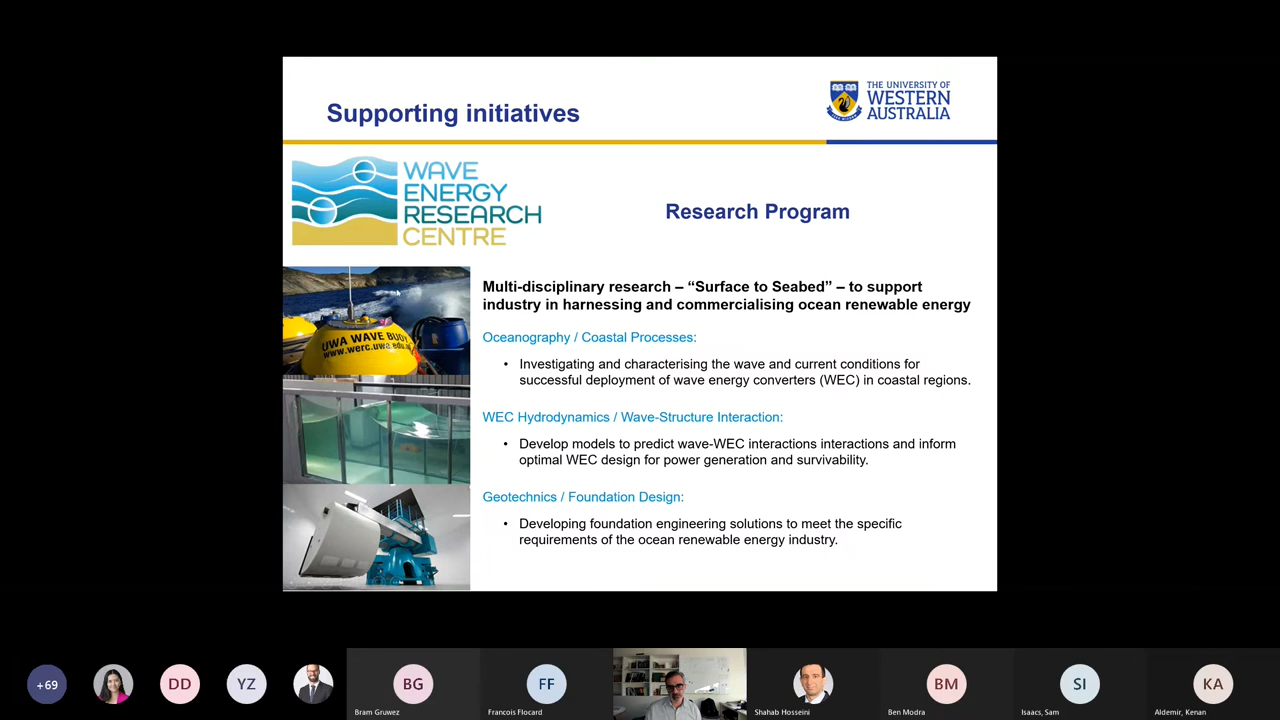 Supporting initiatives
THE UNIVERSITY OF
WESTERN
AUSTRALIA
WAVE
ENERGY
RESEARCH
CENTRE
Research Program
UWA WAVE BUOY
www.werc.uwa.edu.
Multi-disciplinary research – “Surface to Seabed” – to support
industry in harnessing and commercialising ocean renewable energy
Oceanography / Coastal Processes:
• Investigating and characterising the wave and current conditions for
successful deployment of wave energy converters (WEC) in coastal regions.
WEC Hydrodynamics / Wave-Structure Interaction:
• Develop models to predict wave-WEC interactions interactions and inform
optimal WEC design for power generation and survivability.
Geotechnics / Foundation Design:
• Developing foundation engineering solutions to meet the specific
requirements of the ocean renewable energy industry.
+69
DD
YZ
BG
FF
BM
SI
KA
Bram Gruwez
Francois Flocard
Shahab Hosseini
Ben Modra
Isaacs, Sam
Aldemir, Kenan